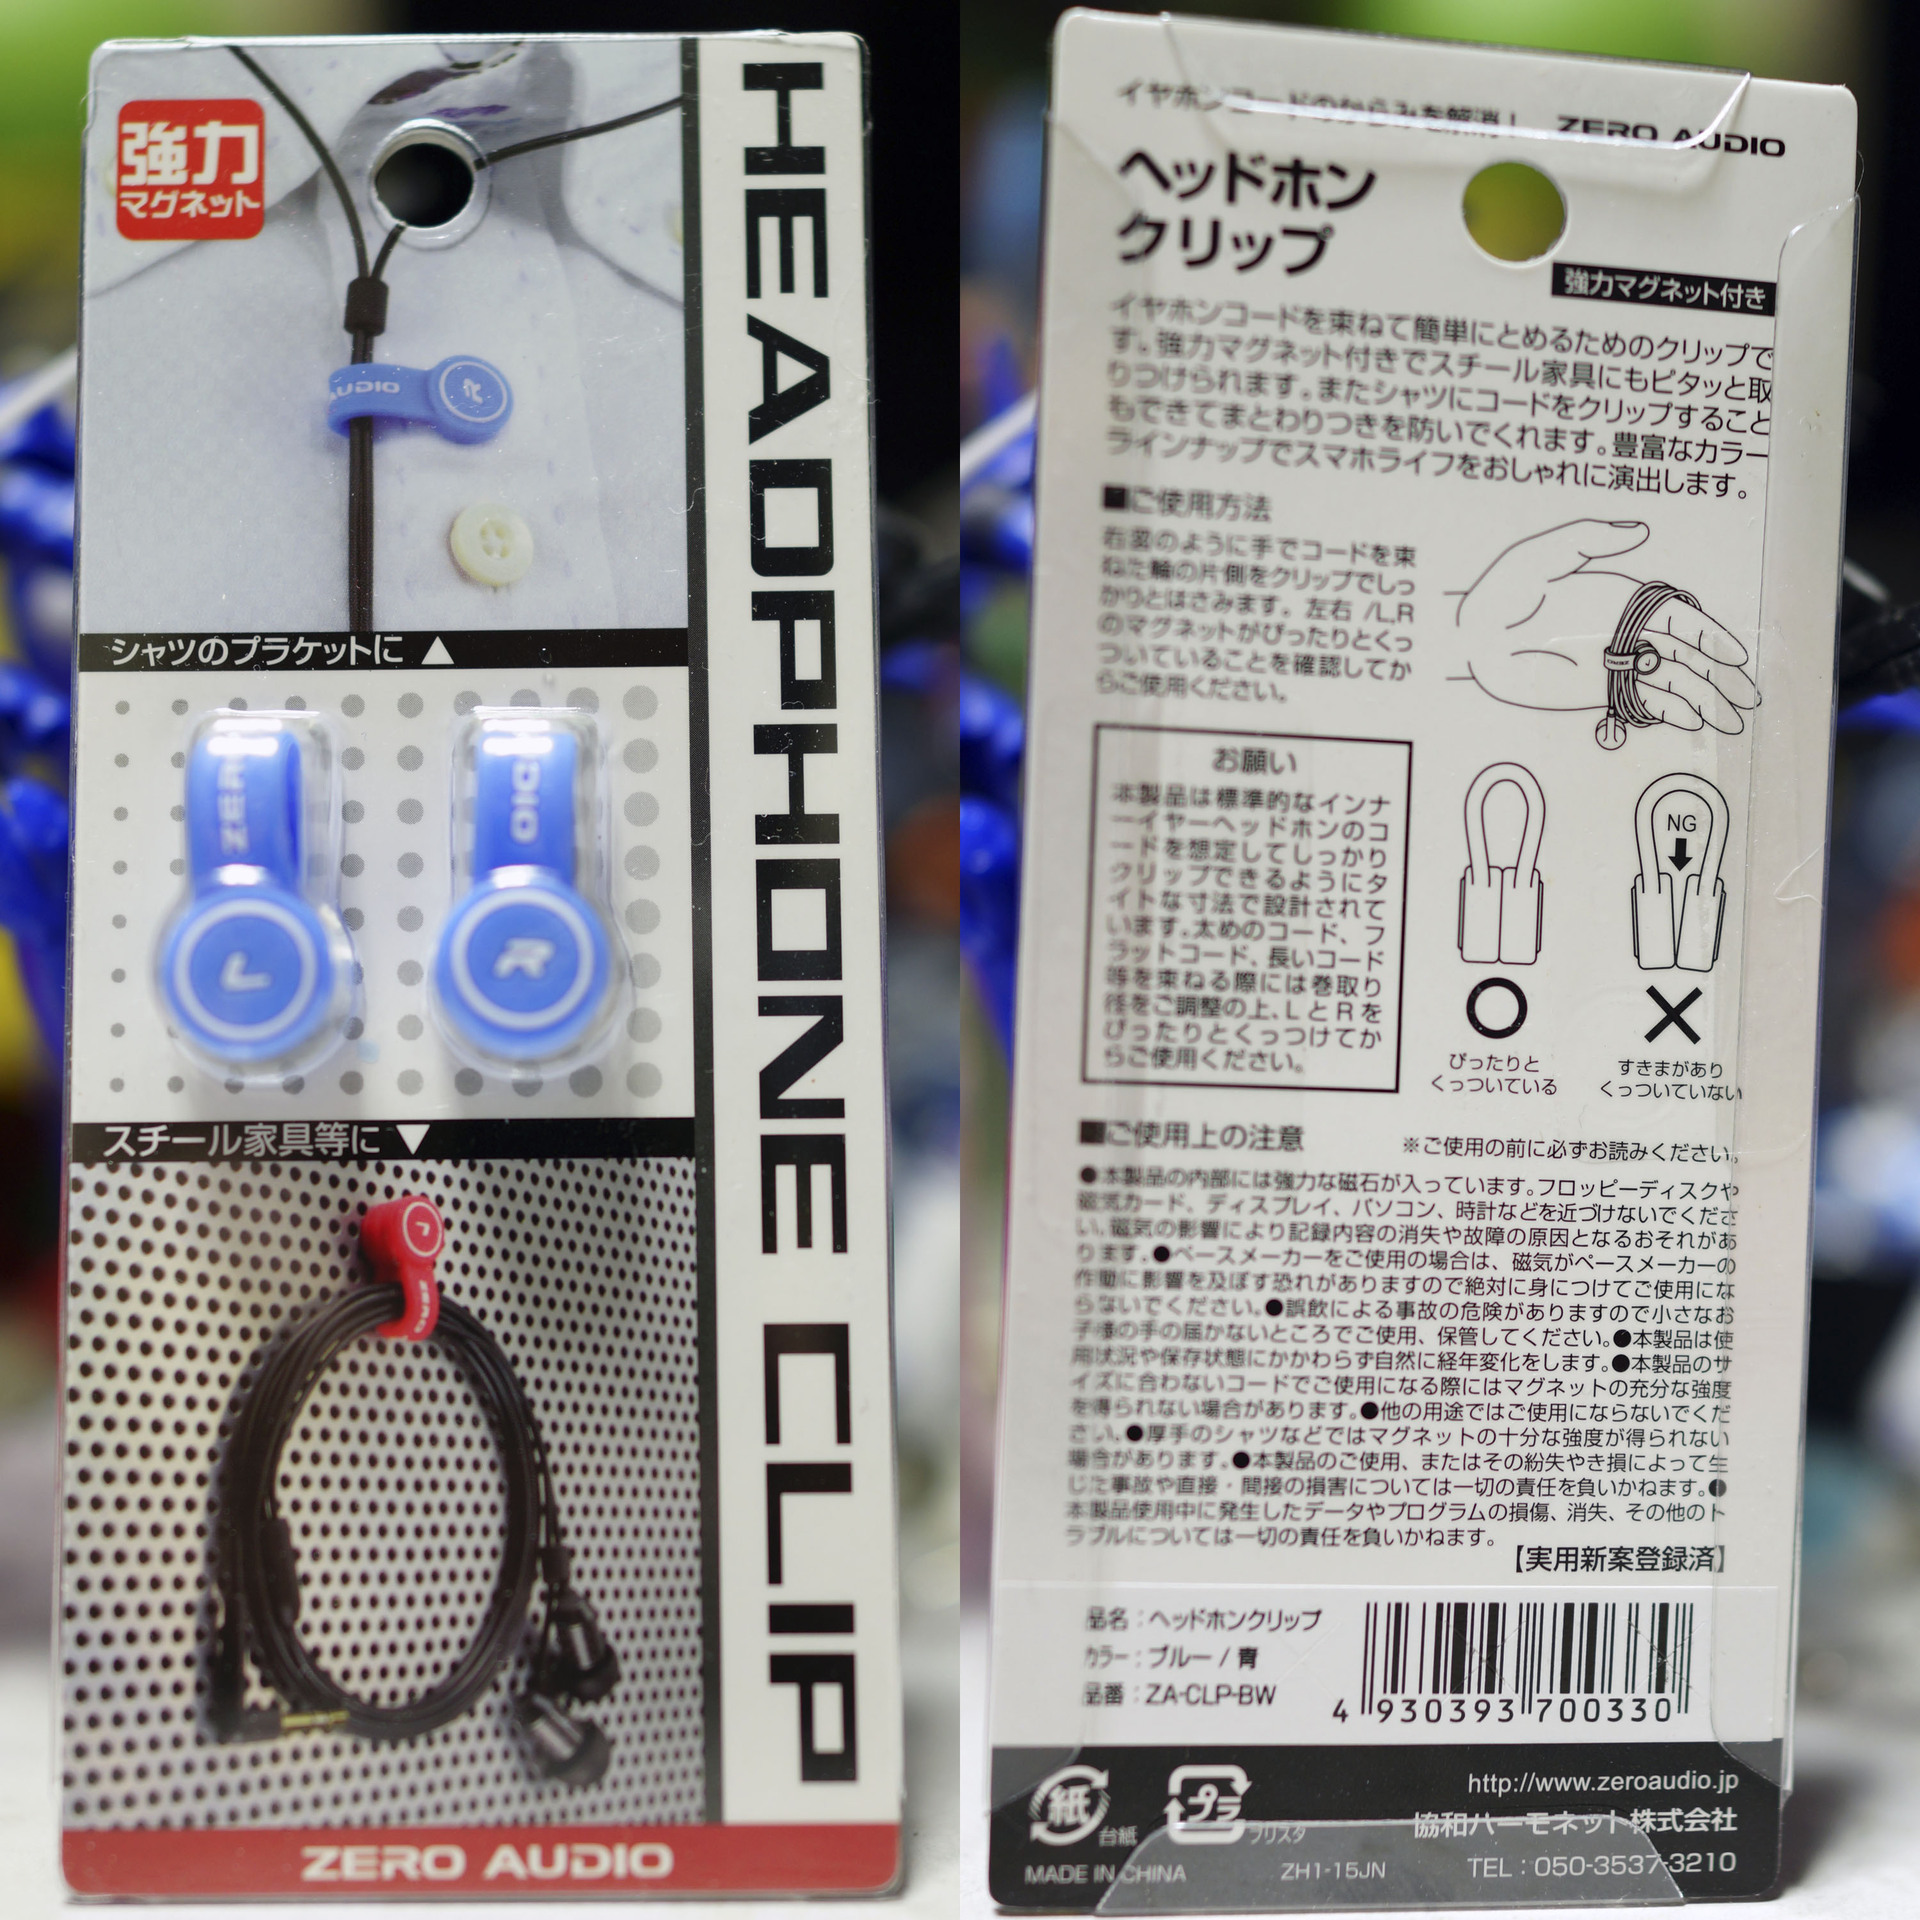 強力
マグネット
AUDIO
シャツのプラケットに ▲
ZER
DIO
L
R
スチール家具等に ▼
L
ZERO
HEADPHONE CLIP
ZERO AUDIO
イヤホンコードのからみを解消！ ZERO AUDIO
ヘッドホン
クリップ
強力マグネット付き
イヤホンコードを束ねて簡単にとめるためのクリップで
す。強力マグネット付きでスチール家具にもピタッと取
りつけられます。またシャツにコードをクリップすること
もできてまとわりつきを防いでくれます。豊富なカラー
ラインナップでスマホライフをおしゃれに演出します。
■ご使用方法
右図のように手でコードを束
ねた輪の片側をクリップでしっ
かりとはさみます。左右 /L,R
のマグネットがぴったりとくっ
ついていることを確認してか
らご使用ください。
お願い
本製品は標準的なインナ
ーイヤーヘッドホンのコ
ードを想定してしっかり
クリップできるようにタ
イトな寸法で設計されて
います。太めのコード、フ
ラットコード、長いコード
等を束ねる際には巻取り
径をご調整の上、LとRを
ぴったりとくっつけてか
らご使用ください。
NG
ぴったりと
くっついている
すきまがあり
くっついていない
■ご使用上の注意 ※ご使用の前に必ずお読みください。
●本製品の内部には強力な磁石が入っています。フロッピーディスクや
磁気カード、ディスプレイ、パソコン、時計などを近づけないでくださ
い。磁気の影響により記録内容の消失や故障の原因となるおそれがあ
ります。●ペースメーカーをご使用の場合は、磁気がペースメーカーの
作動に影響を及ぼす恐れがありますので絶対に身につけてご使用にな
らないでください。●誤飲による事故の危険がありますので小さなお
子様の手の届かないところでご使用、保管してください。●本製品は使
用状況や保存状態にかかわらず自然に経年変化をします。●本製品のサ
イズに合わないコードでご使用になる際にはマグネットの充分な強度
を得られない場合があります。●他の用途ではご使用にならないでくだ
さい。●厚手のシャツなどではマグネットの十分な強度が得られない
場合があります。●本製品のご使用、またはその紛失やき損によって生
じた事故や直接・間接の損害については一切の責任を負いかねます。●
本製品使用中に発生したデータやプログラムの損傷、消失、その他のト
ラブルについては一切の責任を負いかねます。
【実用新案登録済】
品名：ヘッドホンクリップ
カラー：ブルー / 青
品番：ZA-CLP-BW
4 930393 700330
紙
台紙
プラ
ブリスタ
http://www.zeroaudio.jp
協和ハーモネット株式会社
MADE IN CHINA ZH1-15JN TEL：050-3537-3210